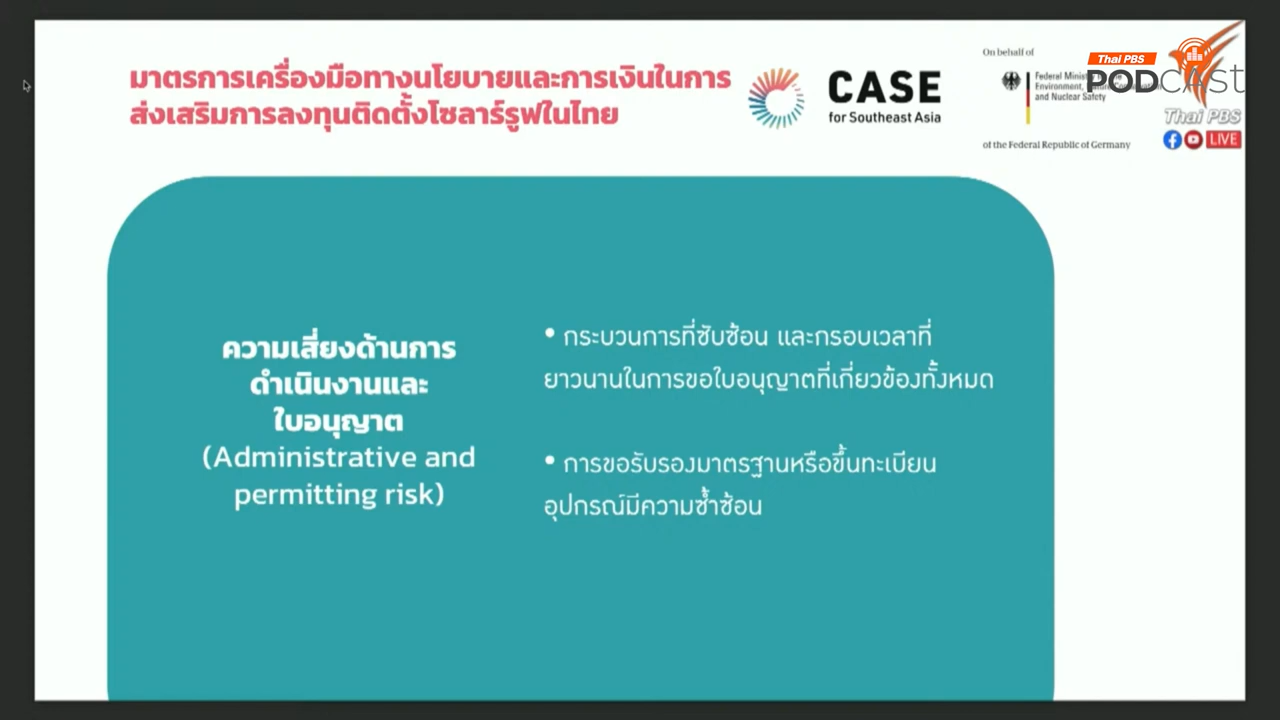 มาตรการเครื่องมือทางนโยบายและการเงินในการ
ส่งเสริมการลงทุนติดตั้งโซลาร์รูฟในไทย
CASE
for Southeast Asia
On behalf of
Federal
Environment,
and Nuclear Safety
of the Federal Republic of Germany
Thai PBS
PODCAST
Thai PBS
LIVE
ความเสี่ยงด้านการ
ดำเนินงานและ
ใบอนุญาต
(Administrative and
permitting risk)
• กระบวนการที่ซับซ้อน และกรอบเวลาที่
ยาวนานในการขอใบอนุญาตที่เกี่ยวข้องทั้งหมด
• การขอรับรองมาตรฐานหรือขึ้นทะเบียน
อุปกรณ์มีความซ้ำซ้อน